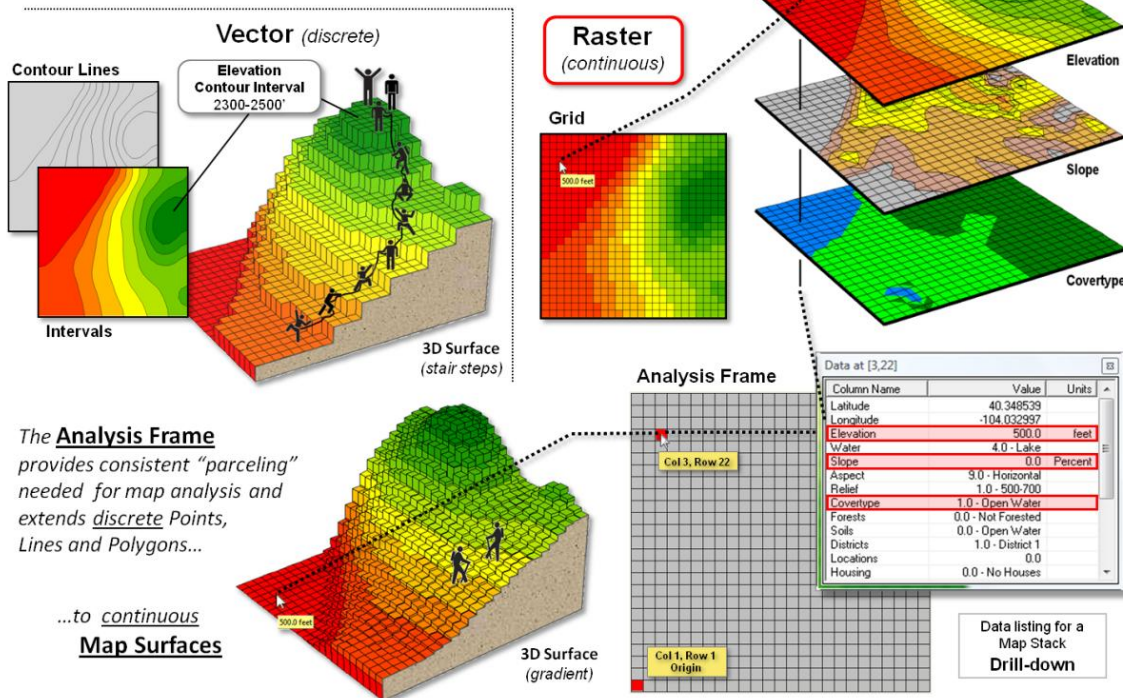 Vector (discrete)
Contour Lines
Elevation
Contour Interval
2300-2500'
Intervals
3D Surface
(stair steps)
Raster
(continuous)
Grid
500.0 feet
Elevation
Slope
Covertype
The Analysis Frame
provides consistent “parceling”
needed for map analysis and
extends discrete Points,
Lines and Polygons…
…to continuous
Map Surfaces
500.0 feet
3D Surface
(gradient)
Analysis Frame
Col 3, Row 22
Col 1, Row 1
Origin
Data at [3,22]
Column Name Value Units
Latitude 40.348539
Longitude -104.032997
Elevation 500.0 feet
Water 4.0 - Lake
Slope 0.0 Percent
Aspect 9.0 - Horizontal
Relief 1.0 - 500-700
Covertype 1.0 - Open Water
Forests 0.0 - Not Forested
Soils 0.0 - Open Water
Districts 1.0 - District 1
Locations 0.0
Housing 0.0 - No Houses
Data listing for a
Map Stack
Drill-down